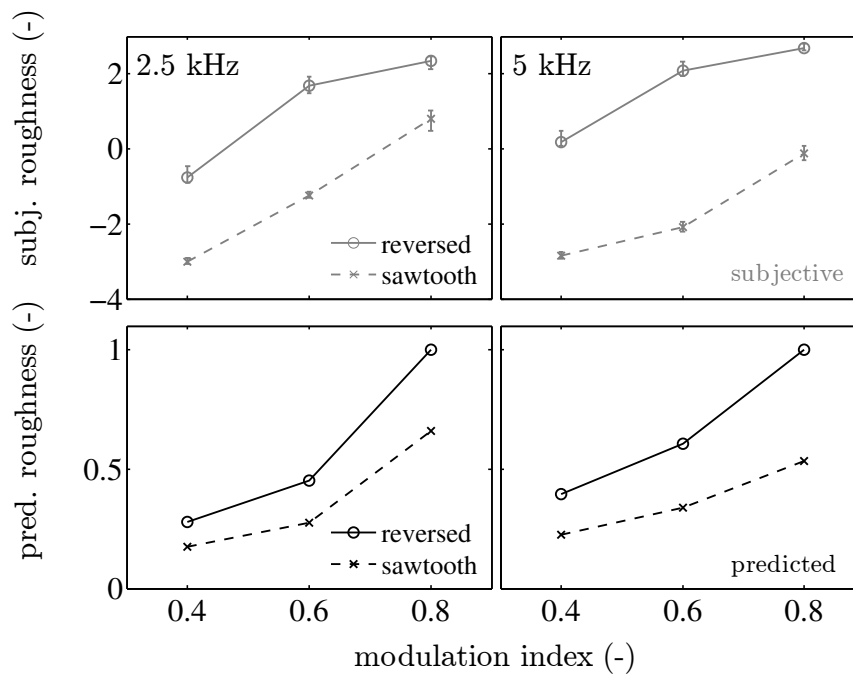 subj. roughness (-)
2.5 kHz
5 kHz
2
0
−2
−4
reversed
sawtooth
subjective
pred. roughness (-)
1
0.5
0
reversed
sawtooth
predicted
0.4 0.6 0.8
0.4 0.6 0.8
modulation index (-)